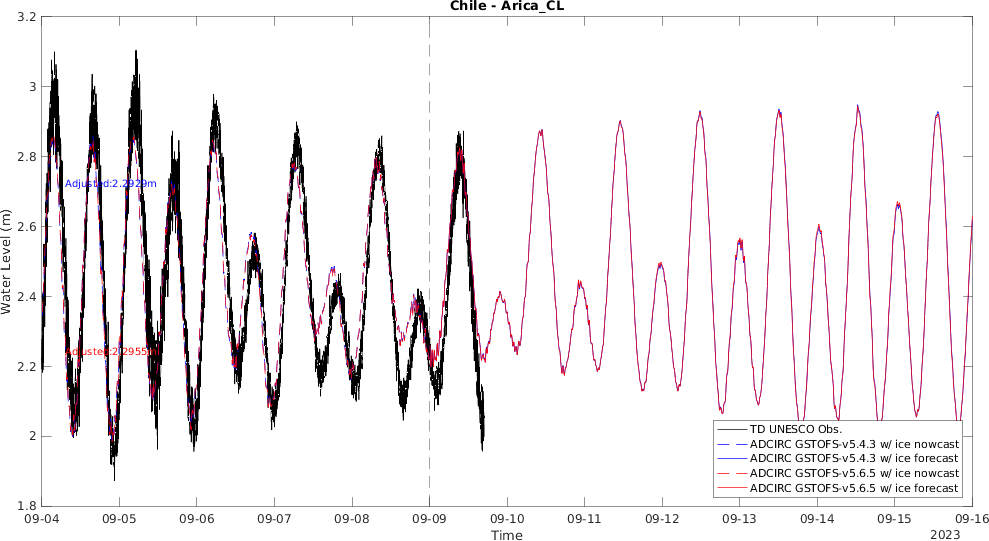 Chile - Arica_CL
3.2
3
2.8
2.6
2.4
2.2
2
1.8
Water Level (m)
Adjusted:2.2929m
Adjusted:2.2955m
TD UNESCO Obs.
ADCIRC GSTOFS-v5.4.3 w/ ice nowcast
ADCIRC GSTOFS-v5.4.3 w/ ice forecast
ADCIRC GSTOFS-v5.6.5 w/ ice nowcast
ADCIRC GSTOFS-v5.6.5 w/ ice forecast
09-04 09-05 09-06 09-07 09-08 09-09 09-10 09-11 09-12 09-13 09-14 09-15 09-16
Time
2023